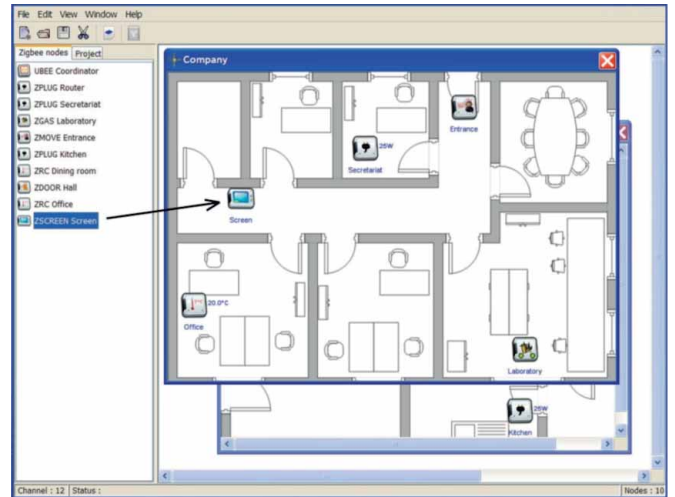 File Edit View Window Help
Zigbee nodes Project
UBEE Coordinator
ZPLUG Router
ZPLUG Secretariat
ZGAS Laboratory
ZMOVE Entrance
ZPLUG Kitchen
ZRC Dining room
ZDOOR Hall
ZRC Office
ZSCREEN Screen
Company
Entrance
26W
Secretariat
Screen
20.0°C
Office
Laboratory
26W
Kitchen
Channel : 12 Status :
Nodes : 10